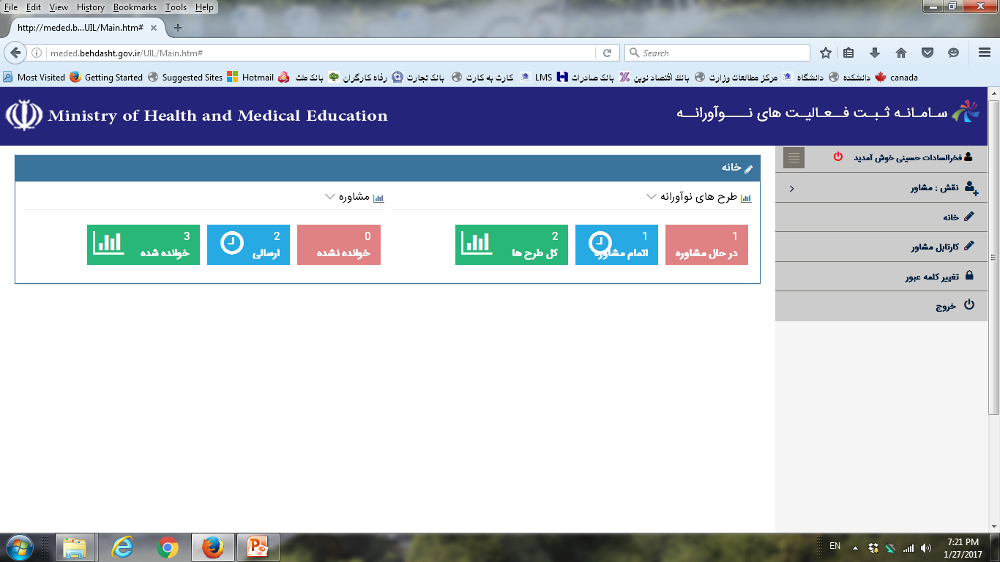 File Edit View History Bookmarks Tools Help
http://meded.b...UIL/Main.htm#
meded.behdasht.gov.ir/UIL/Main.htm#
Search
Most Visited Getting Started Suggested Sites Hotmail بانک ملت رفاه کارگران بانک تجارت کارت به کارت LMS بانک صادرات بانک اقتصاد نوین مرکز مطالعات وزارت دانشگاه دانشکده canada
Ministry of Health and Medical Education
سـامـانـه ثـبـت فـعـالیـت های نـــوآورانــه
فخرالسادات حسینی خوش آمدید
نقش : مشاور
خانه
کارتابل مشاور
تغییر کلمه عبور
خروج
خانه
طرح های نوآورانه
1
در حال مشاوره
1
اتمام مشاوره
2
کل طرح ها
مشاوره
0
خوانده نشده
2
ارسالی
3
خوانده شده
EN
7:21 PM
1/27/2017